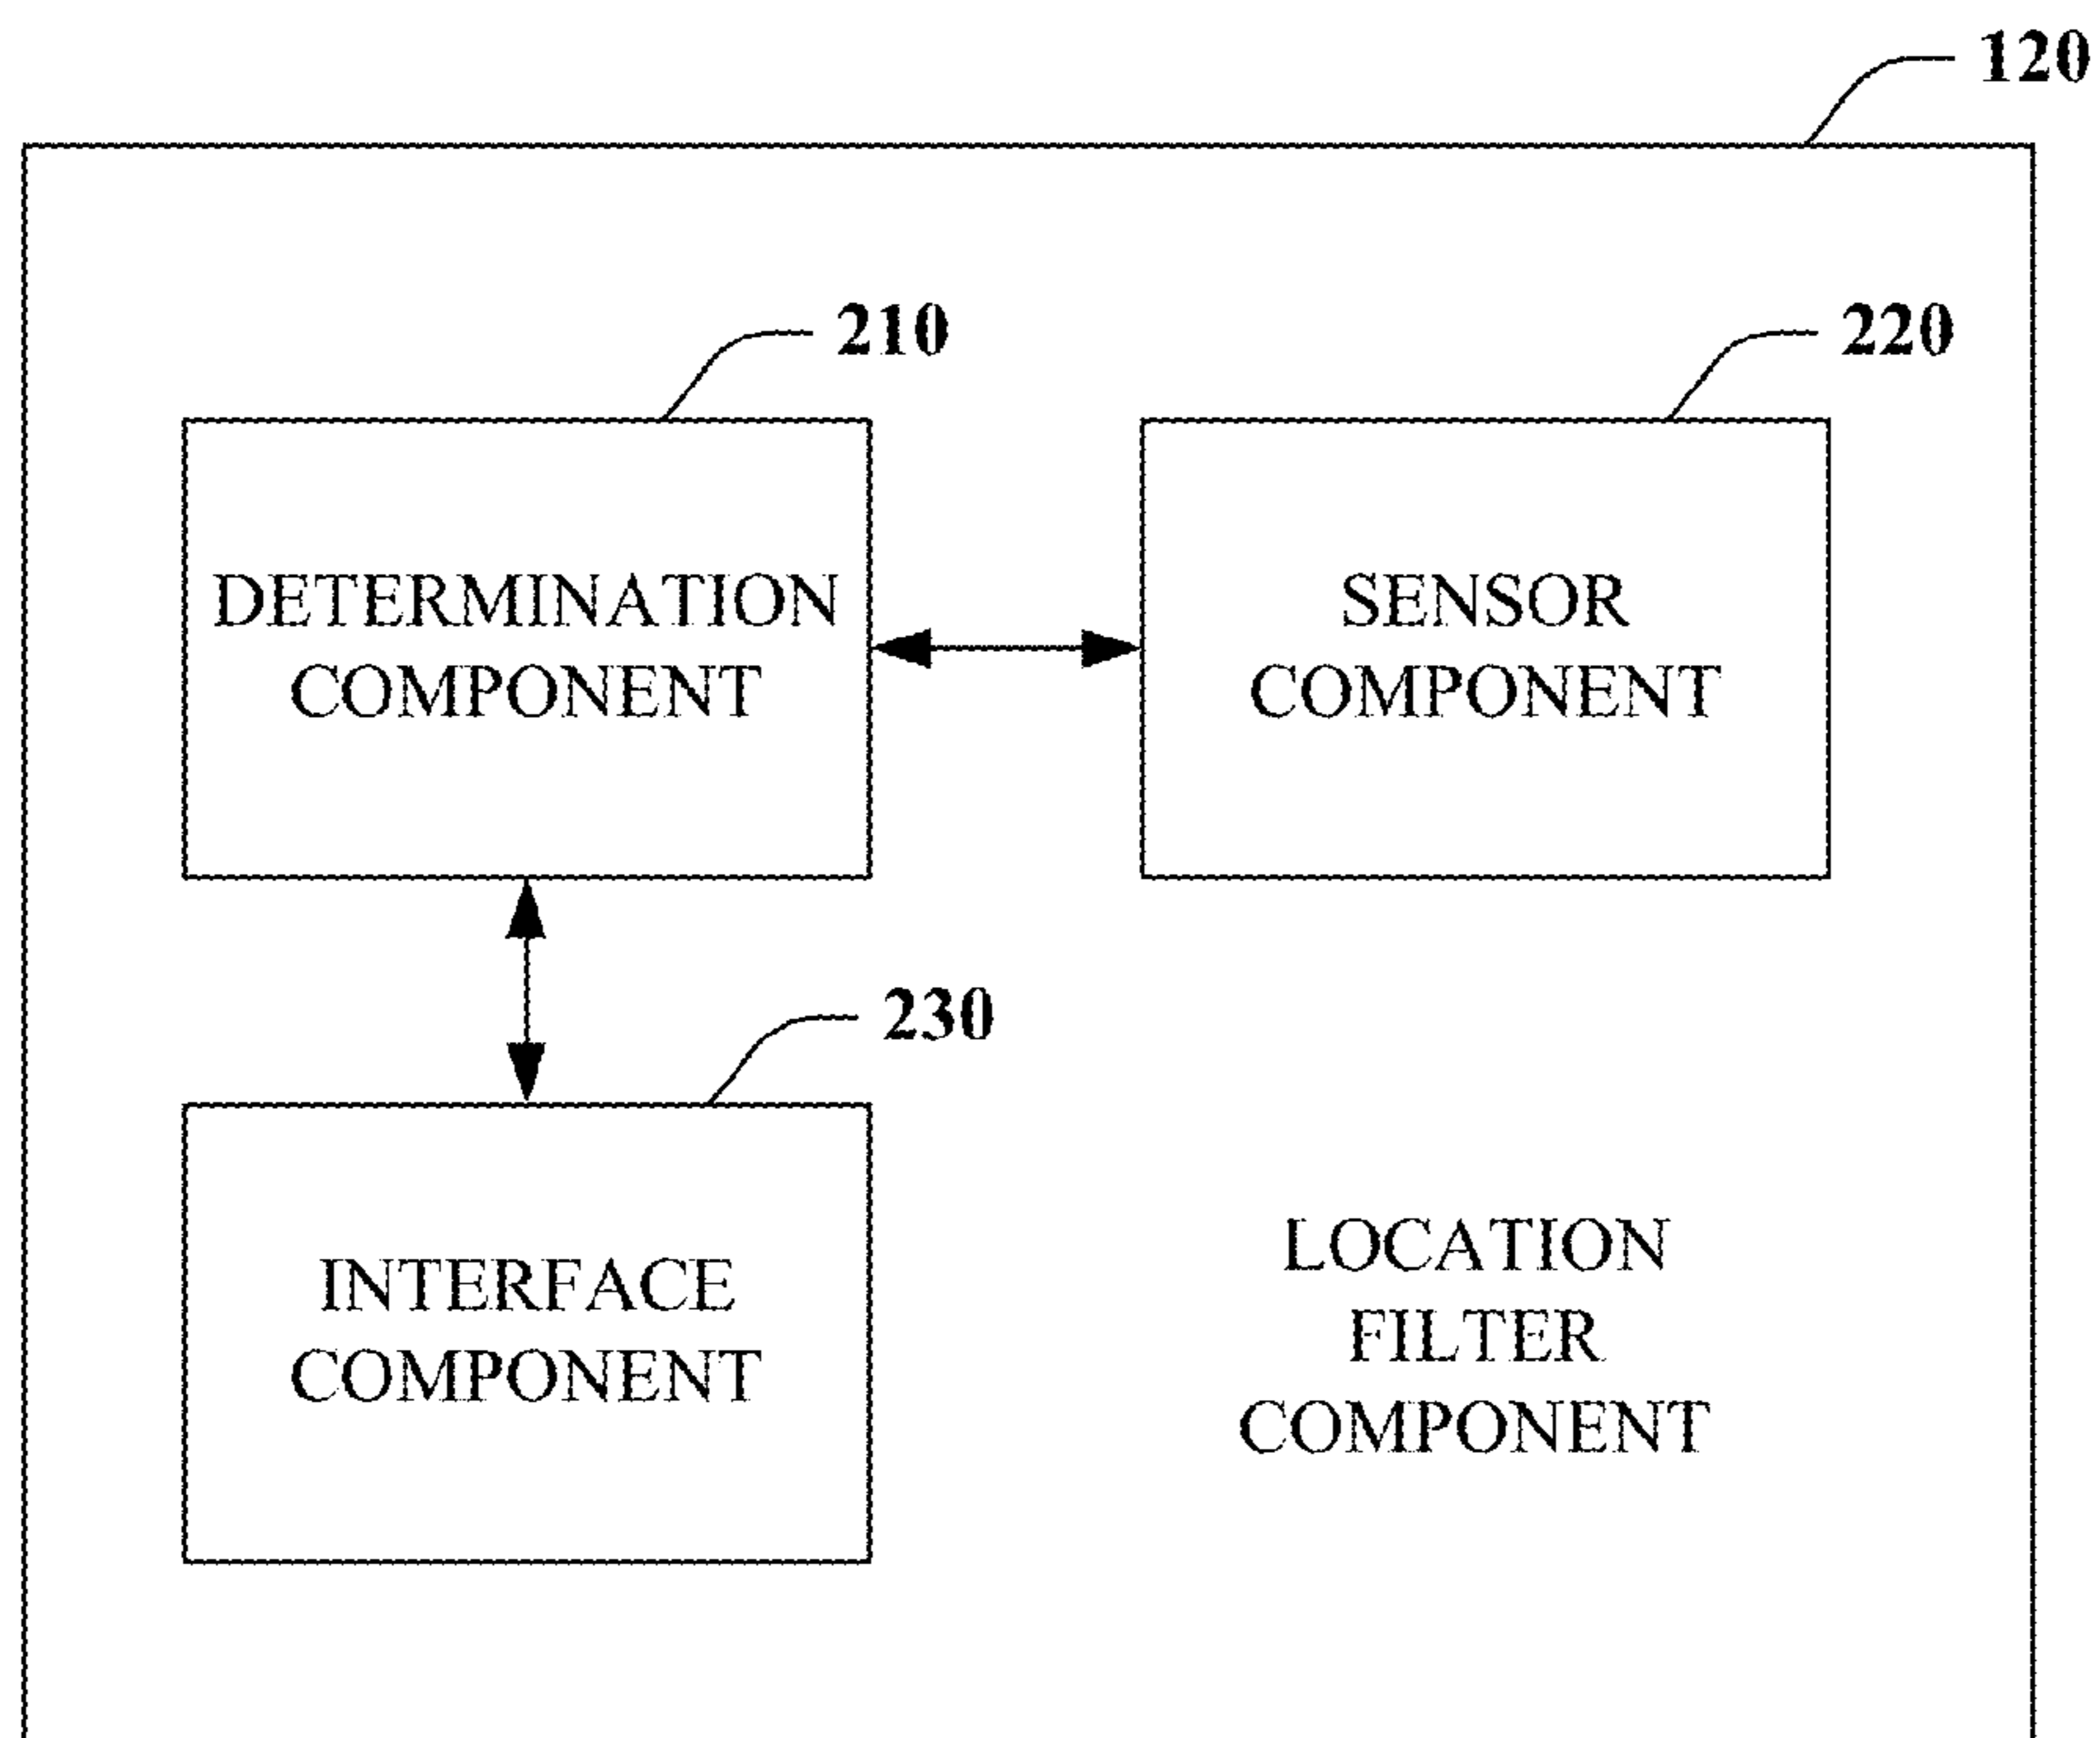 120
210
220
DETERMINATION
COMPONENT
SENSOR
COMPONENT
230
INTERFACE
COMPONENT
LOCATION
FILTER
COMPONENT